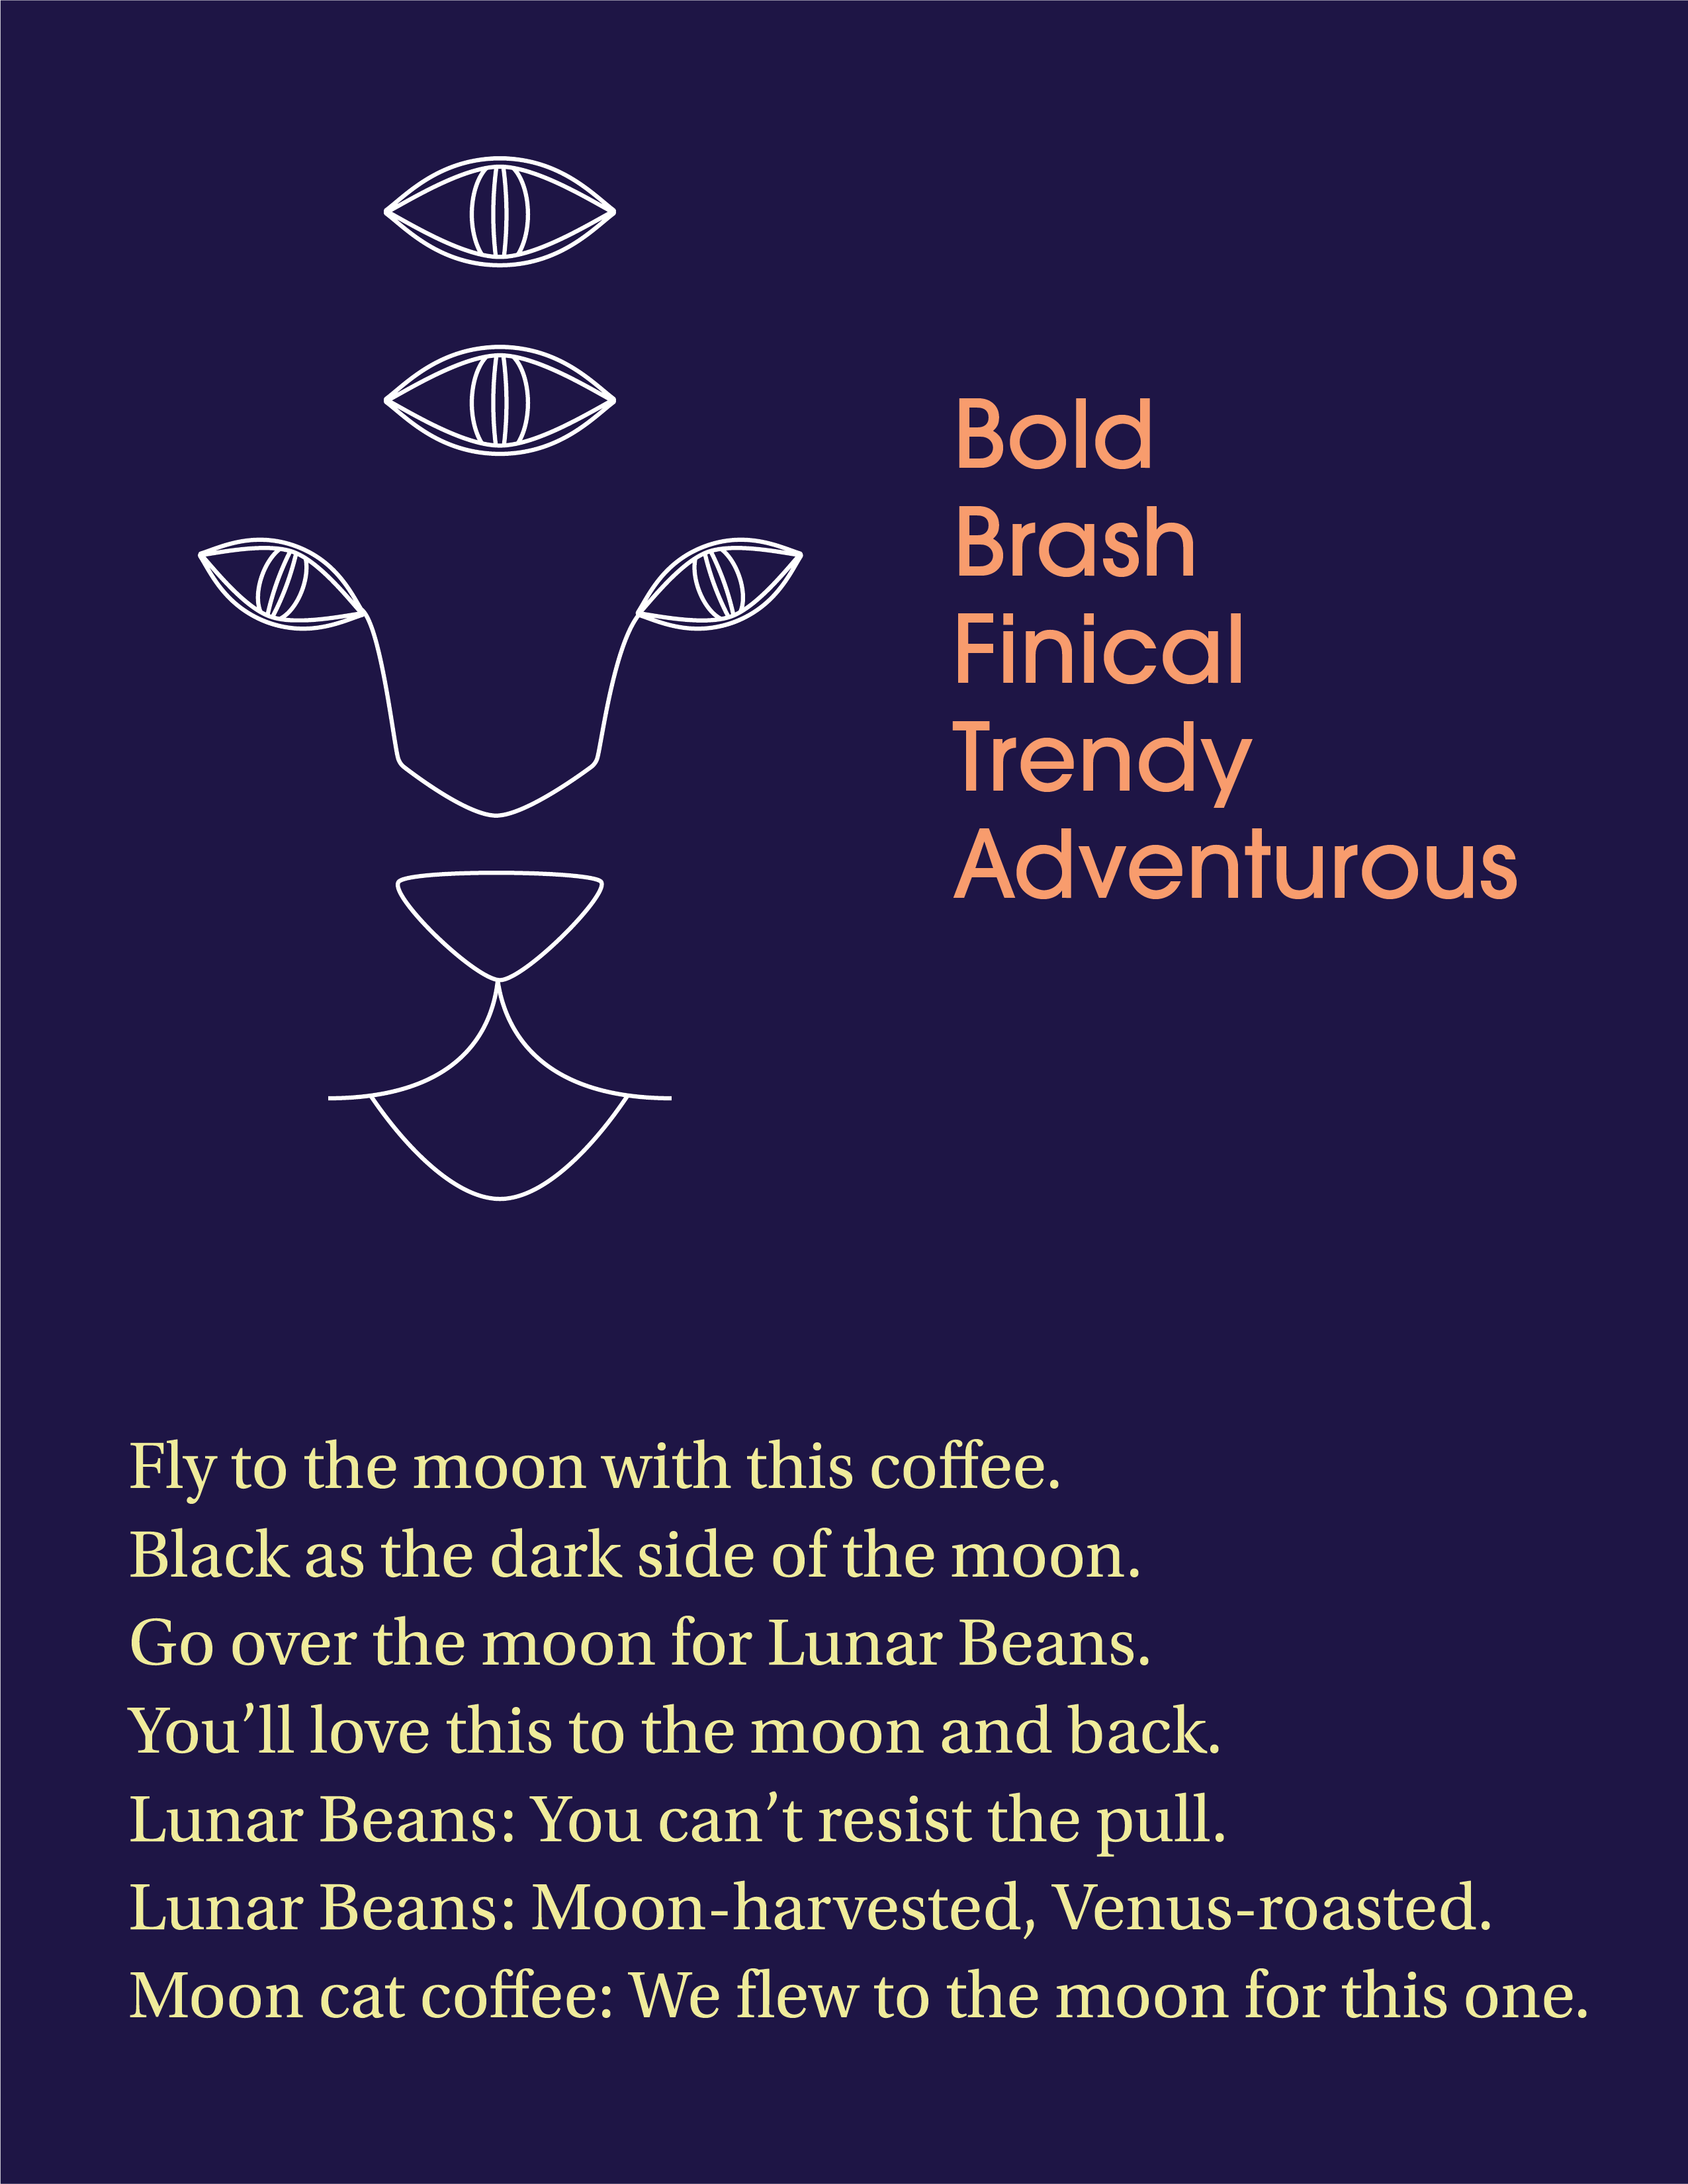 Bold
Brash
Finical
Trendy
Adventurous
Fly to the moon with this coffee.
Black as the dark side of the moon.
Go over the moon for Lunar Beans.
You’ll love this to the moon and back.
Lunar Beans: You can’t resist the pull.
Lunar Beans: Moon-harvested, Venus-roasted.
Moon cat coffee: We flew to the moon for this one.